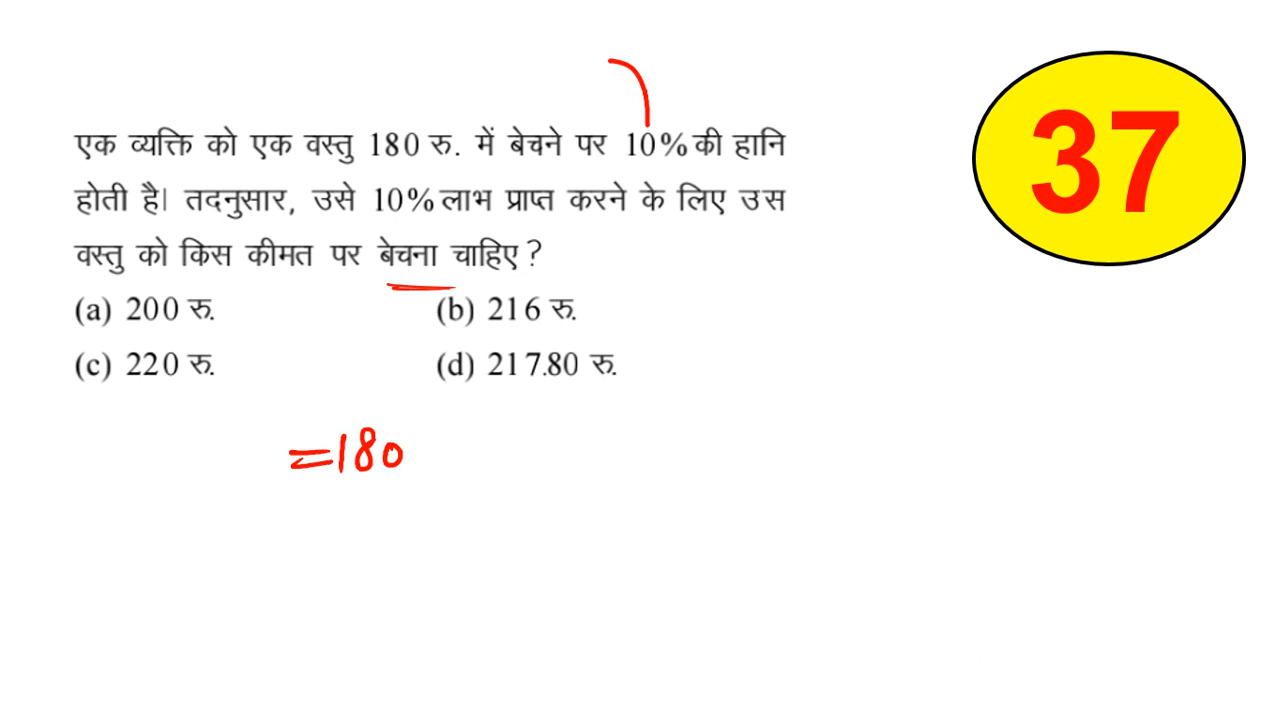 एक व्यक्ति को एक वस्तु 180 रु. में बेचने पर 10% की हानि
होती है। तदनुसार, उसे 10% लाभ प्राप्त करने के लिए उस
वस्तु को किस कीमत पर बेचना चाहिए ?
(a) 200 रु. (b) 216 रु.
(c) 220 रु. (d) 217.80 रु.
=180
37